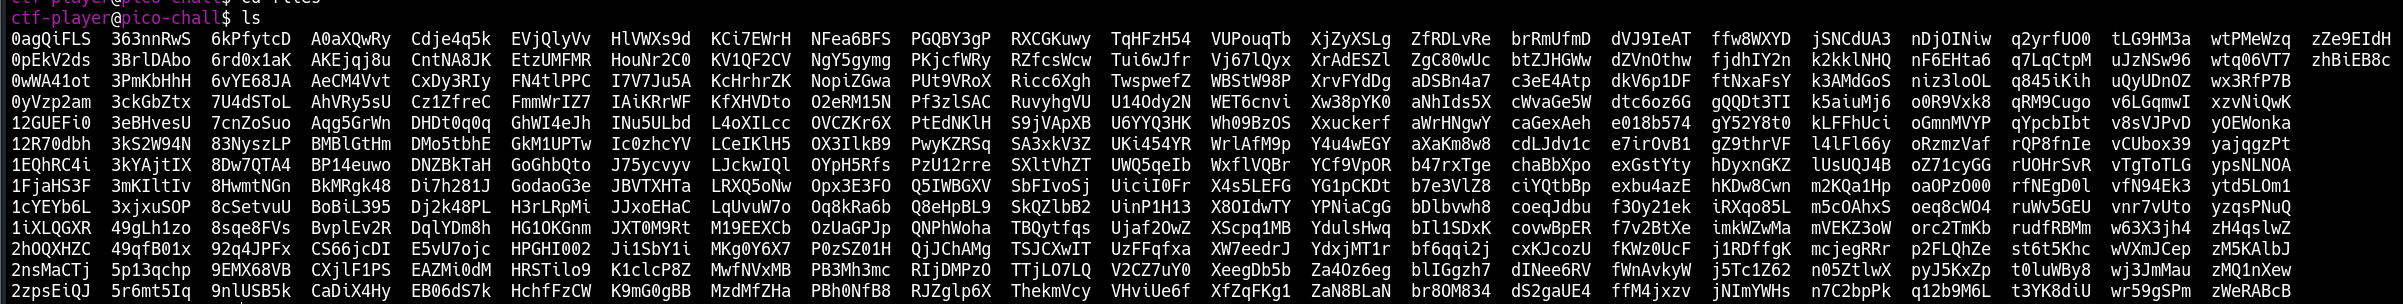 ctf-player@pico-chall$ cd files
ctf-player@pico-chall$ ls
0agQiFLS 363nnRwS 6kPfytcD A0aXQwRy Cdje4q5k EVjQlyVv HlVWXs9d KCi7EWrH NFea6BFS PGQBY3gP RXCGKuwy TqHFzH54 VUPouqTb XjZyXSLg ZfRDLvRe brRmUfmD dVJ9IeAT ffw8WXYD jSNCdUA3 nDjOINiw q2yrfUO0 tLG9HM3a wtPMeWzq zZe9EIdH
0pEkV2ds 3BrlDAbo 6rd0x1aK AKEjqj8u CntNA8JK EtzUMFMR HouNr2C0 KV1QF2CV NgY5gymg PKjcfWRy RZfcsWcw Tui6wJfr Vj67lQyx XrAdESZl ZgC80wUc btZJHGWw dZVnOthw fjdhIY2n k2kklNHQ nF6EHta6 q7LqCtpM uJzNSw96 wtq06VT7 zhBiEB8c
0wWA41ot 3PmKbHhH 6vYE68JA AeCM4Vvt CxDy3RIy FN4tlPPC I7V7Ju5A KcHrhrZK NopiZGwa PUt9VRoX Ricc6Xgh TwspwefZ WBStW98P XrvFYdDg aDSBn4a7 c3eE4Atp dkV6p1DF ftNxaFsY k3AMdGoS niz3loOL q845iKih uQyUDnOZ wx3RfP7B
0yVzp2am 3ckGbZtx 7U4dSToL AhVRy5sU Cz1ZfreC FmmWrIZ7 IAiKRrWF KfXHVDto O2eRM15N Pf3zlSAC RuvyhgVU U14Ody2N WET6cnvi Xw38pYK0 aNhIds5X cWvaGe5W dtc6oz6G gQQDt3TI k5aiuMj6 o0R9Vxk8 qRM9Cugo v6LGqmwI xzvNiQwK
12GUEFi0 3eBHvesU 7cnZoSuo Aqg5GrWn DHDt0q0q GhWI4eJh INu5ULbd L4oXILcc OVCZKr6X PtEdNKlH S9jVApXB U6YYQ3HK Wh09BzOS Xxuckerf aWrHNgwY caGexAeh e018b574 gY52Y8t0 kLFFhUci oGmnMVYP qYpcbIbt v8sVJPvD yOEWonka
12R70dbh 3kS2W94N 83NyszLP BMBlGtHm DMo5tbhE GkM1UPTw Ic0zhcYV LCeIKlH5 OX3IlkB9 PwyKZRSq SA3xkV3Z UKi454YR WrlAfM9p Y4u4wEGY aXaKm8w8 cdLJdv1c e7irOvB1 gZ9thrVF l4lFl66y oRzmzVaf rQP8fnIe vCUbox39 yajqgzPt
1EQhRC4i 3kYAjtIX 8Dw7QTA4 BP14euwo DNZBkTaH GoGhbQto J75ycvyv LJckwIQl OYpH5Rfs PzU12rre SXltVhZT UWQ5qeIb WxflVQBr YCf9VpOR b47rxTge chaBbXpo exGstYty hDyxnGKZ lUsUQJ4B oZ71cyGG rUOHrSvR vTgToTLG ypsNLNOA
1FjaHS3F 3mKIltIv 8HwmtNGn BkMRgk48 Di7h281J GodaoG3e JBVTXHTa LRXQ5oNw Opx3E3FO Q5IWBGXV SbFIvoSj UiciI0Fr X4s5LEFG YG1pCKDt b7e3VlZ8 ciYQtbBp exbu4azE hKDw8Cwn m2KQa1Hp oaOPzO00 rfNEgD0l vfN94Ek3 ytd5LOm1
1cYEYb6L 3xjxuSOP 8cSetvuU BoBiL395 Dj2k48PL H3rLRpMi JJxoEHaC LqUvuW7o Oq8kRa6b Q8eHpBL9 SkQZlbB2 UinP1H13 X8OIdwTY YPNiaCgG bDlbvwh8 coeqJdbu f3Oy21ek iRXqo85L m5cOAhxS oeq8cWO4 ruWv5GEU vnr7vUto yzqsPNuQ
1iXLQGXR 49gLh1zo 8sqe8FVs BvplEv2R DqlYDm8h HG1OKGnm JXT0M9Rt M19EEXCb OzUaGPJp QNPhWoha TBQytfqs Ujaf2OwZ XScpq1MB YdulsHwq bIl1SDxK covwBpER f7v2BtXe imkWZwMa mVEKZ3oW orc2TmKb rudfRBMm w63X3jh4 zH4qslwZ
2hOQXHZC 49qfB01x 92q4JPFx CS66jcDI E5vU7ojc HPGHI002 Ji1SbY1i MKg0Y6X7 P0zSZ01H QjJChAMg TSJCXwIT UzFFqfxa XW7eedrJ YdxjMT1r bf6qqi2j cxKJcozU fKWz0UcF j1RDffgK mcjegRRr p2FLQhZe st6t5Khc wVXmJCep zM5KAlbJ
2nsMaCTj 5p13qchp 9EMX68VB CXjlF1PS EAZMi0dM HRSTilo9 K1clcP8Z MwfNVxMB PB3Mh3mc RIjDMPzO TTjLO7LQ V2CZ7uY0 XeegDb5b Za4Oz6eg blIGgzh7 dINee6RV fWnAvkyW j5Tc1Z62 n05ZtlwX pyJ5KxZp t0luWBy8 wj3JmMau zMQ1nXew
2zpsEiQJ 5r6mt5Iq 9nlUSB5k CaDiX4Hy EB06dS7k HchfFzCW K9mG0gBB MzdMfZHa PBh0NfB8 RJZglp6X ThekmVcy VHviUe6f XfZqFKg1 ZaN8BLaN br8OM834 dS2gaUE4 ffM4jxzv jNImYWHs n7C2bpPk q12b9M6L t3YK8diU wr59gSPm zWeRABcB